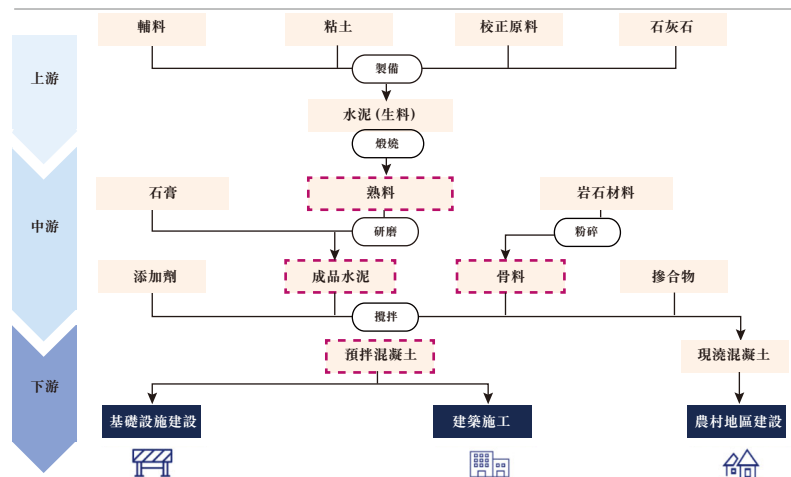 輔料
粘土
校正原料
石灰石
上游
製備
水泥 (生料)
煅燒
石膏
熟料
岩石材料
中游
研磨
粉碎
添加劑
成品水泥
骨料
摻合物
攪拌
預拌混凝土
現澆混凝土
下游
基礎設施建設
建築施工
農村地區建設